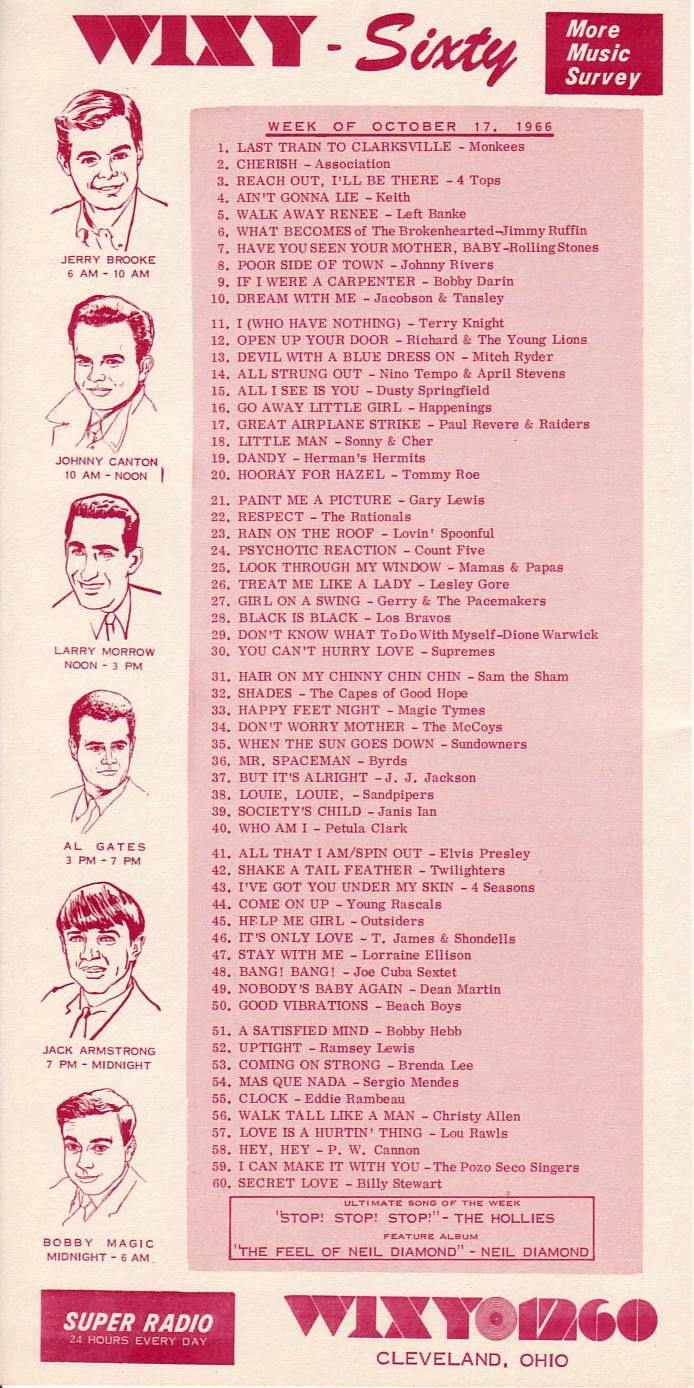 WIXY - Sixty
More
Music
Survey
WEEK OF OCTOBER 17, 1966
1. LAST TRAIN TO CLARKSVILLE - Monkees
2. CHERISH - Association
3. REACH OUT, I'LL BE THERE - 4 Tops
4. AIN'T GONNA LIE - Keith
5. WALK AWAY RENEE - Left Banke
6. WHAT BECOMES of The Brokenhearted-Jimmy Ruffin
7. HAVE YOU SEEN YOUR MOTHER, BABY-Rolling Stones
8. POOR SIDE OF TOWN - Johnny Rivers
9. IF I WERE A CARPENTER - Bobby Darin
10. DREAM WITH ME - Jacobson & Tansley
11. I (WHO HAVE NOTHING) - Terry Knight
12. OPEN UP YOUR DOOR - Richard & The Young Lions
13. DEVIL WITH A BLUE DRESS ON - Mitch Ryder
14. ALL STRUNG OUT - Nino Tempo & April Stevens
15. ALL I SEE IS YOU - Dusty Springfield
16. GO AWAY LITTLE GIRL - Happenings
17. GREAT AIRPLANE STRIKE - Paul Revere & Raiders
18. LITTLE MAN - Sonny & Cher
19. DANDY - Herman's Hermits
20. HOORAY FOR HAZEL - Tommy Roe
21. PAINT ME A PICTURE - Gary Lewis
22. RESPECT - The Rationals
23. RAIN ON THE ROOF - Lovin' Spoonful
24. PSYCHOTIC REACTION - Count Five
25. LOOK THROUGH MY WINDOW - Mamas & Papas
26. TREAT ME LIKE A LADY - Lesley Gore
27. GIRL ON A SWING - Gerry & The Pacemakers
28. BLACK IS BLACK - Los Bravos
29. DON'T KNOW WHAT To Do With Myself-Dione Warwick
30. YOU CAN'T HURRY LOVE - Supremes
31. HAIR ON MY CHINNY CHIN CHIN - Sam the Sham
32. SHADES - The Capes of Good Hope
33. HAPPY FEET NIGHT - Magic Tymes
34. DON'T WORRY MOTHER - The McCoys
35. WHEN THE SUN GOES DOWN - Sundowners
36. MR. SPACEMAN - Byrds
37. BUT IT'S ALRIGHT - J. J. Jackson
38. LOUIE, LOUIE, - Sandpipers
39. SOCIETY'S CHILD - Janis Ian
40. WHO AM I - Petula Clark
41. ALL THAT I AM/SPIN OUT - Elvis Presley
42. SHAKE A TAIL FEATHER - Twilighters
43. I'VE GOT YOU UNDER MY SKIN - 4 Seasons
44. COME ON UP - Young Rascals
45. HELP ME GIRL - Outsiders
46. IT'S ONLY LOVE - T. James & Shondells
47. STAY WITH ME - Lorraine Ellison
48. BANG! BANG! - Joe Cuba Sextet
49. NOBODY'S BABY AGAIN - Dean Martin
50. GOOD VIBRATIONS - Beach Boys
51. A SATISFIED MIND - Bobby Hebb
52. UPTIGHT - Ramsey Lewis
53. COMING ON STRONG - Brenda Lee
54. MAS QUE NADA - Sergio Mendes
55. CLOCK - Eddie Rambeau
56. WALK TALL LIKE A MAN - Christy Allen
57. LOVE IS A HURTIN' THING - Lou Rawls
58. HEY, HEY - P. W. Cannon
59. I CAN MAKE IT WITH YOU - The Pozo Seco Singers
60. SECRET LOVE - Billy Stewart
ULTIMATE SONG OF THE WEEK
"STOP! STOP! STOP!" - THE HOLLIES
FEATURE ALBUM
"THE FEEL OF NEIL DIAMOND" - NEIL DIAMOND
JERRY BROOKE
6 AM - 10 AM
JOHNNY CANTON
10 AM - NOON
LARRY MORROW
NOON - 3 PM
AL GATES
3 PM - 7 PM
JACK ARMSTRONG
7 PM - MIDNIGHT
BOBBY MAGIC
MIDNIGHT - 6 AM
SUPER RADIO
24 HOURS EVERY DAY
WIXY 1260
CLEVELAND, OHIO